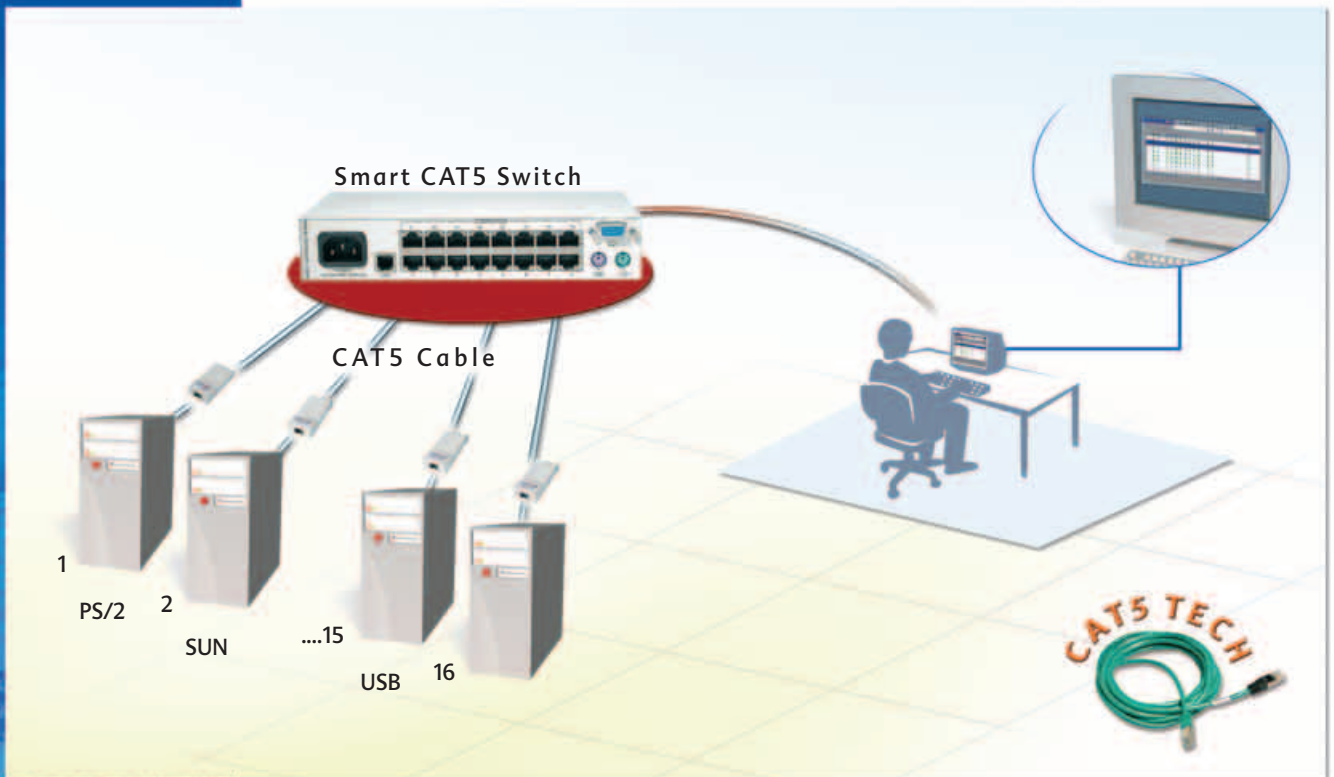 Smart CAT5 Switch
CAT5 Cable
1
PS/2
2
SUN
....15
USB
16
CAT5 TECH